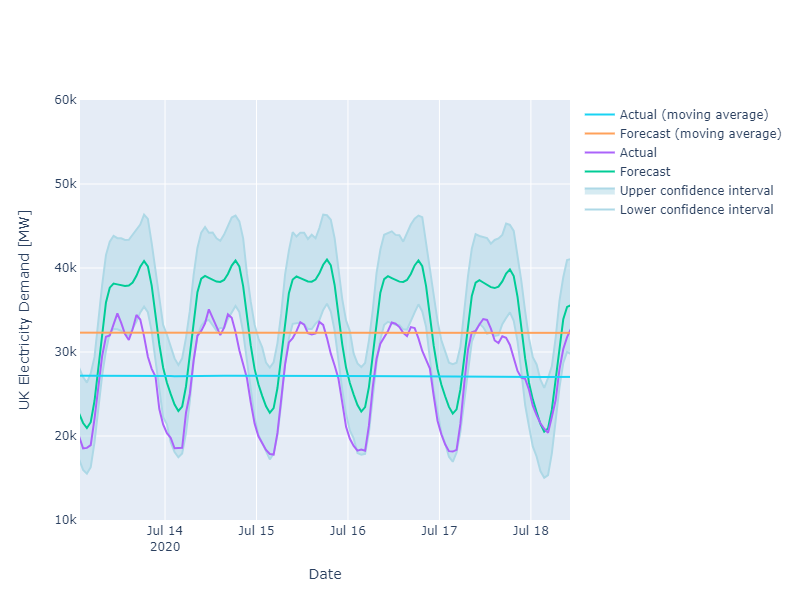 60k
50k
40k
30k
20k
10k
UK Electricity Demand [MW]
Jul 14
2020
Jul 15
Jul 16
Jul 17
Jul 18
Date
Actual (moving average)
Forecast (moving average)
Actual
Forecast
Upper confidence interval
Lower confidence interval